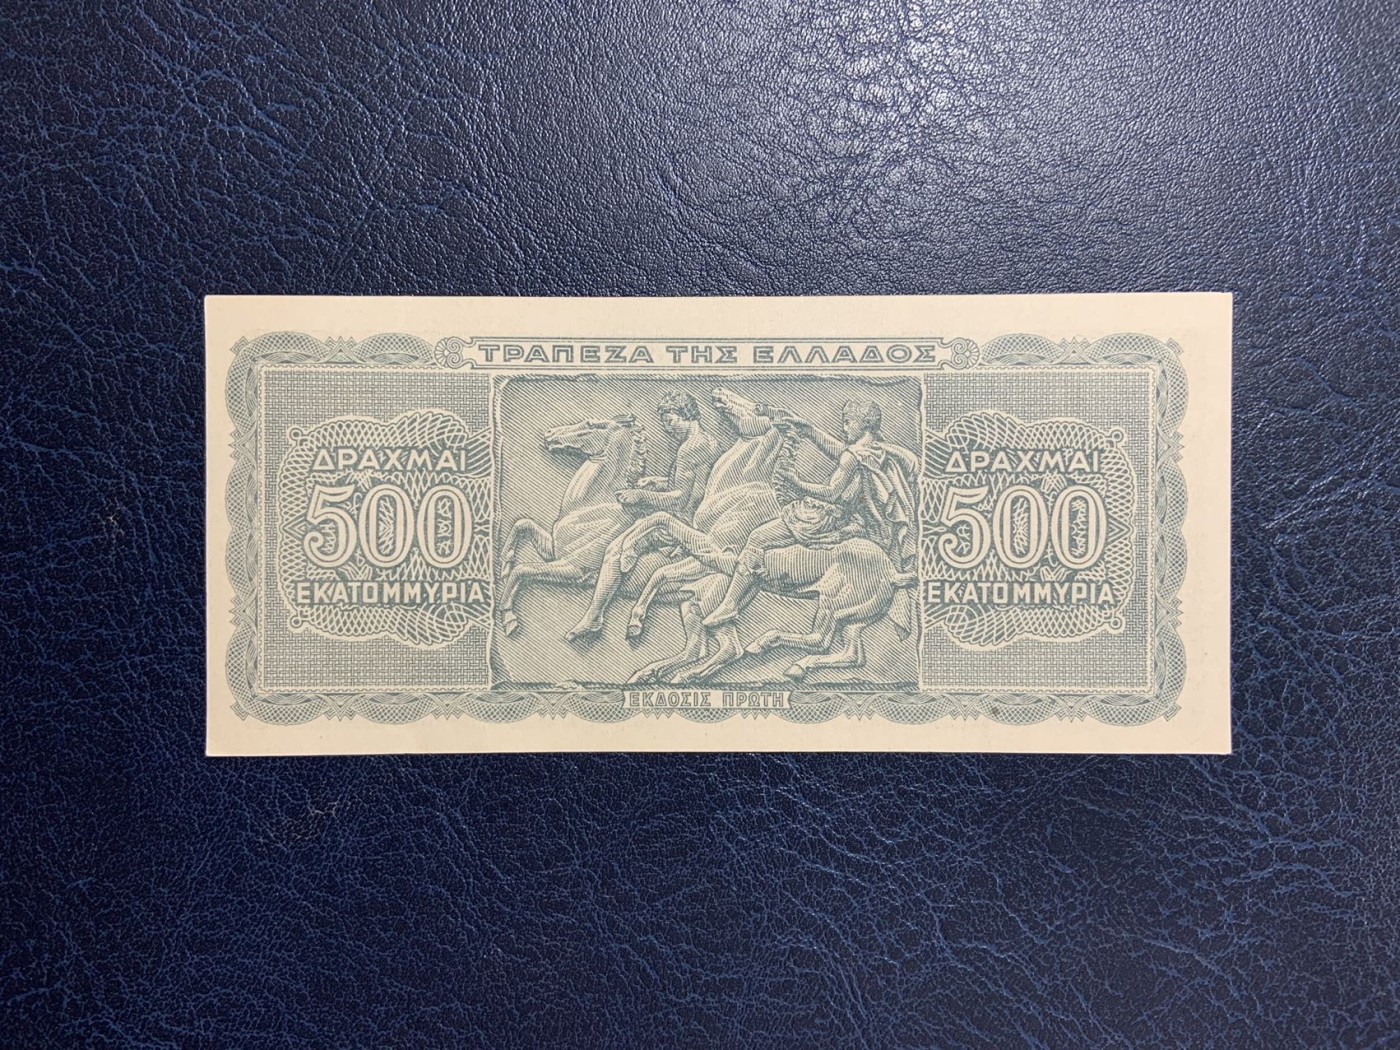 ΤΡΑΠΕΖΑ ΤΗΣ ΕΛΛΑΔΟΣ
ΔΡΑΧΜΑΙ
500
ΕΚΑΤΟΜΜΥΡΙΑ
ΔΡΑΧΜΑΙ
500
ΕΚΑΤΟΜΜΥΡΙΑ
ΕΚΔΟΣΙΣ ΠΡΩΤΗ